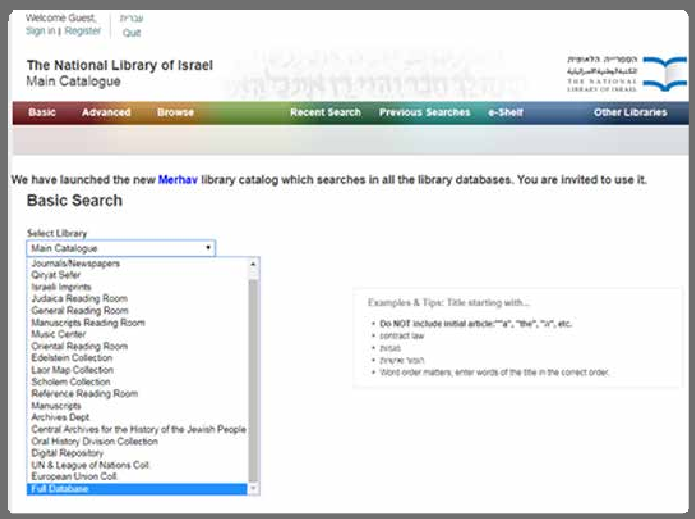 Welcome Guest, עברית
Sign in | Register Quit
The National Library of Israel
Main Catalogue
הספרייה הלאומית
THE NATIONAL
LIBRARY OF ISRAEL
Basic Advanced Browse Recent Search Previous Searches e-Shelf Other Libraries
We have launched the new Merhav library catalog which searches in all the library databases. You are invited to use it.
Basic Search
Select Library
Main Catalogue
Journals/Newspapers
Qiryat Sefer
Israeli Imprints
Judaica Reading Room
General Reading Room
Manuscripts Reading Room
Music Center
Oriental Reading Room
Edelstein Collection
Laor Map Collection
Scholem Collection
Reference Reading Room
Manuscripts
Archives Dept.
Central Archives for the History of the Jewish People
Oral History Division Collection
Digital Repository
UN & League of Nations Coll.
European Union Coll.
Full Database
Examples & Tips: Title starting with...
Do NOT include initial article: "a", "the", "ה", etc.
contract law
Word order matters, enter words of the title in the correct order.